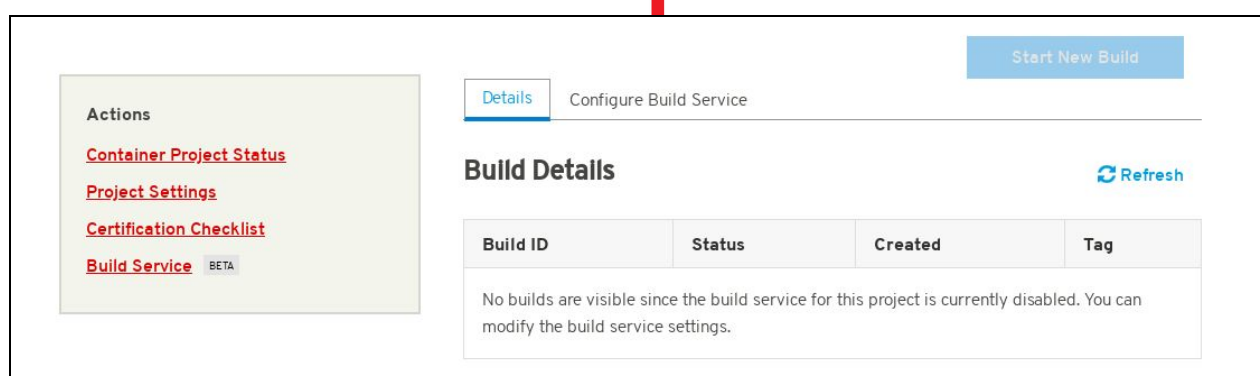 Start New Build
Actions
Container Project Status
Project Settings
Certification Checklist
Build Service BETA
Details Configure Build Service
Build Details
Refresh
Build ID Status Created Tag
No builds are visible since the build service for this project is currently disabled. You can
modify the build service settings.